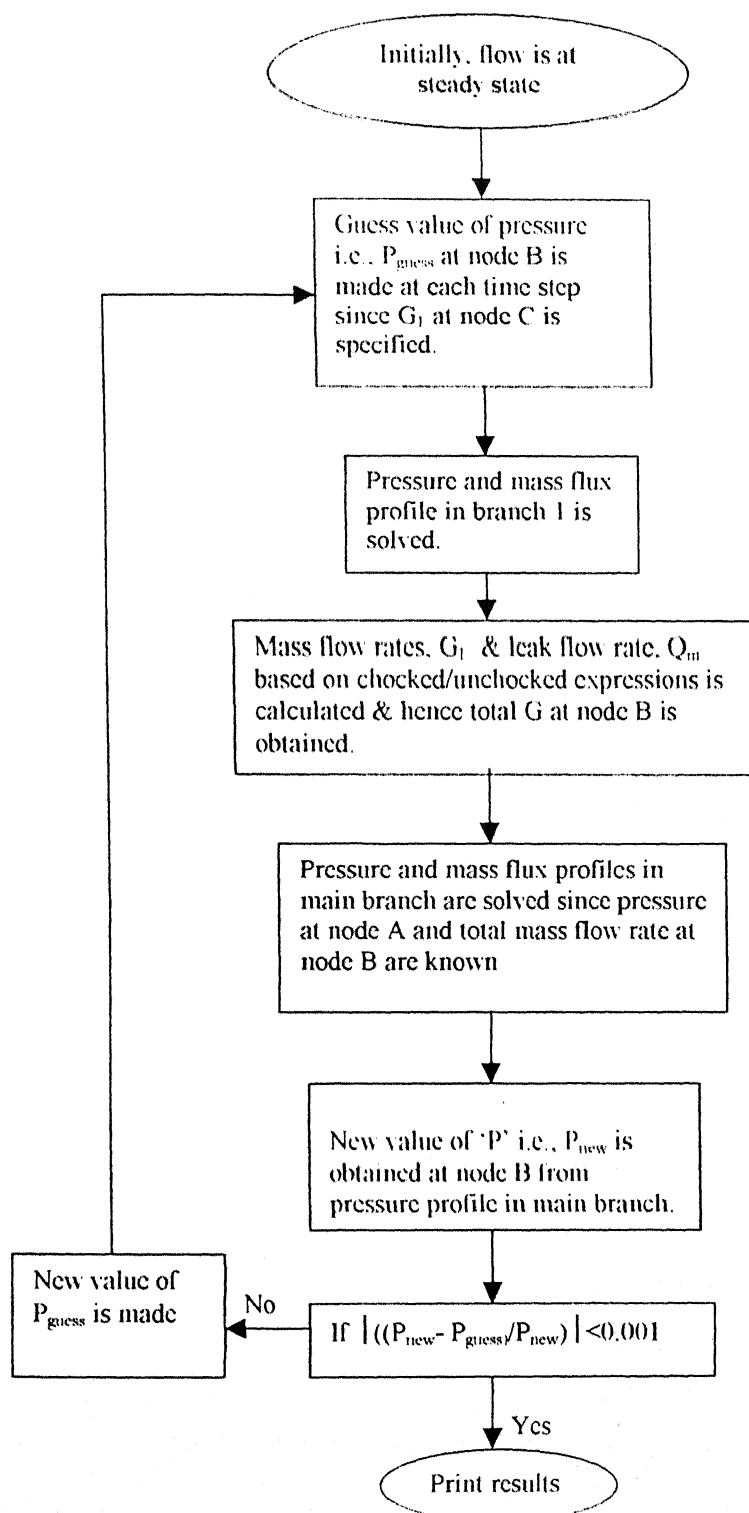 Initially, flow is at
steady state
Guess value of pressure
i.e., P_guess at node B is
made at each time step
since G_1 at node C is
specified.
Pressure and mass flux
profile in branch 1 is
solved.
Mass flow rates, G_1 & leak flow rate, Q_m
based on chocked/unchocked expressions is
calculated & hence total G at node B is
obtained.
Pressure and mass flux profiles in
main branch are solved since pressure
at node A and total mass flow rate at
node B are known
New value of ‘P’ i.e., P_new is
obtained at node B from
pressure profile in main branch.
New value of
P_guess is made
No
If |((P_new- P_guess)/P_new)|<0.001
Yes
Print results